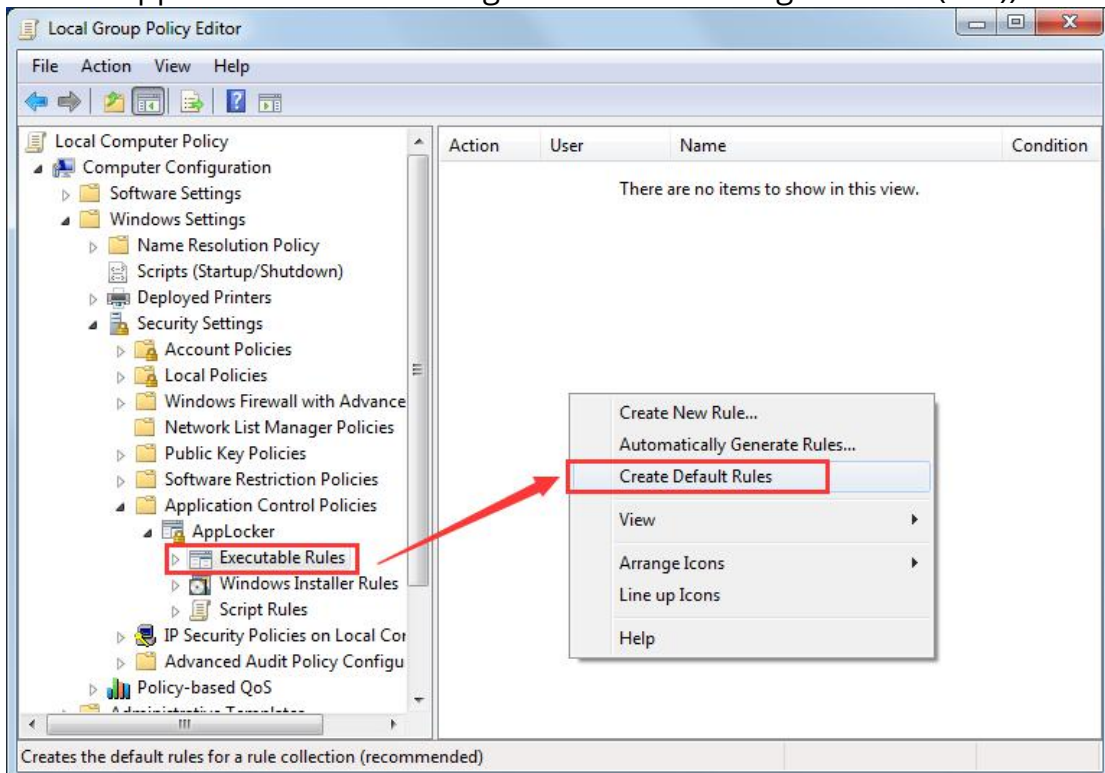 Local Group Policy Editor
File Action View Help
Local Computer Policy
Computer Configuration
Software Settings
Windows Settings
Name Resolution Policy
Scripts (Startup/Shutdown)
Deployed Printers
Security Settings
Account Policies
Local Policies
Windows Firewall with Advance
Network List Manager Policies
Public Key Policies
Software Restriction Policies
Application Control Policies
AppLocker
Executable Rules
Windows Installer Rules
Script Rules
IP Security Policies on Local Cor
Advanced Audit Policy Configu
Policy-based QoS
Administrative Templates
Action User Name Condition
There are no items to show in this view.
Create New Rule...
Automatically Generate Rules...
Create Default Rules
View
Arrange Icons
Line up Icons
Help
Creates the default rules for a rule collection (recommended)